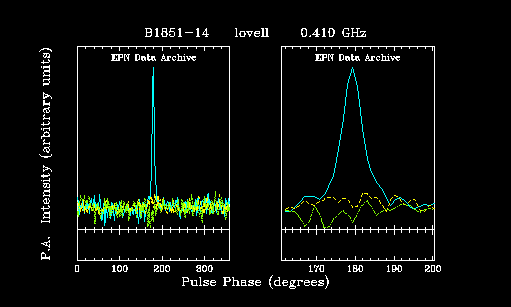 B1851-14 lovell 0.410 GHz
EPN Data Archive EPN Data Archive
P.A. Intensity (arbitrary units)
0 100 200 300 170 180 190 200
Pulse Phase (degrees)